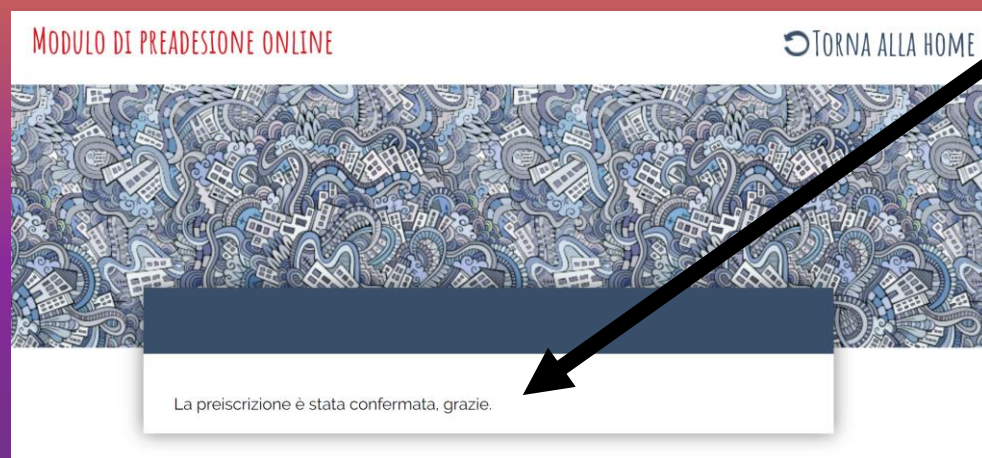 MODULO DI PREADESIONE ONLINE
TORNA ALLA HOME
La preiscrizione è stata confermata, grazie.